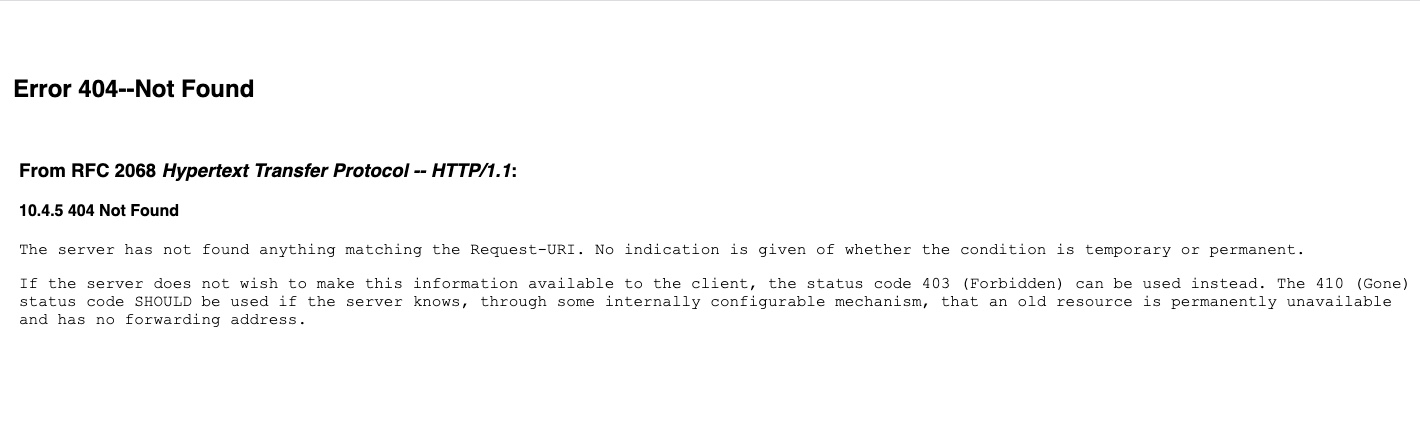 Error 404--Not Found
From RFC 2068 Hypertext Transfer Protocol -- HTTP/1.1:
10.4.5 404 Not Found
The server has not found anything matching the Request-URI. No indication is given of whether the condition is temporary or permanent.
If the server does not wish to make this information available to the client, the status code 403 (Forbidden) can be used instead. The 410 (Gone)
status code SHOULD be used if the server knows, through some internally configurable mechanism, that an old resource is permanently unavailable
and has no forwarding address.